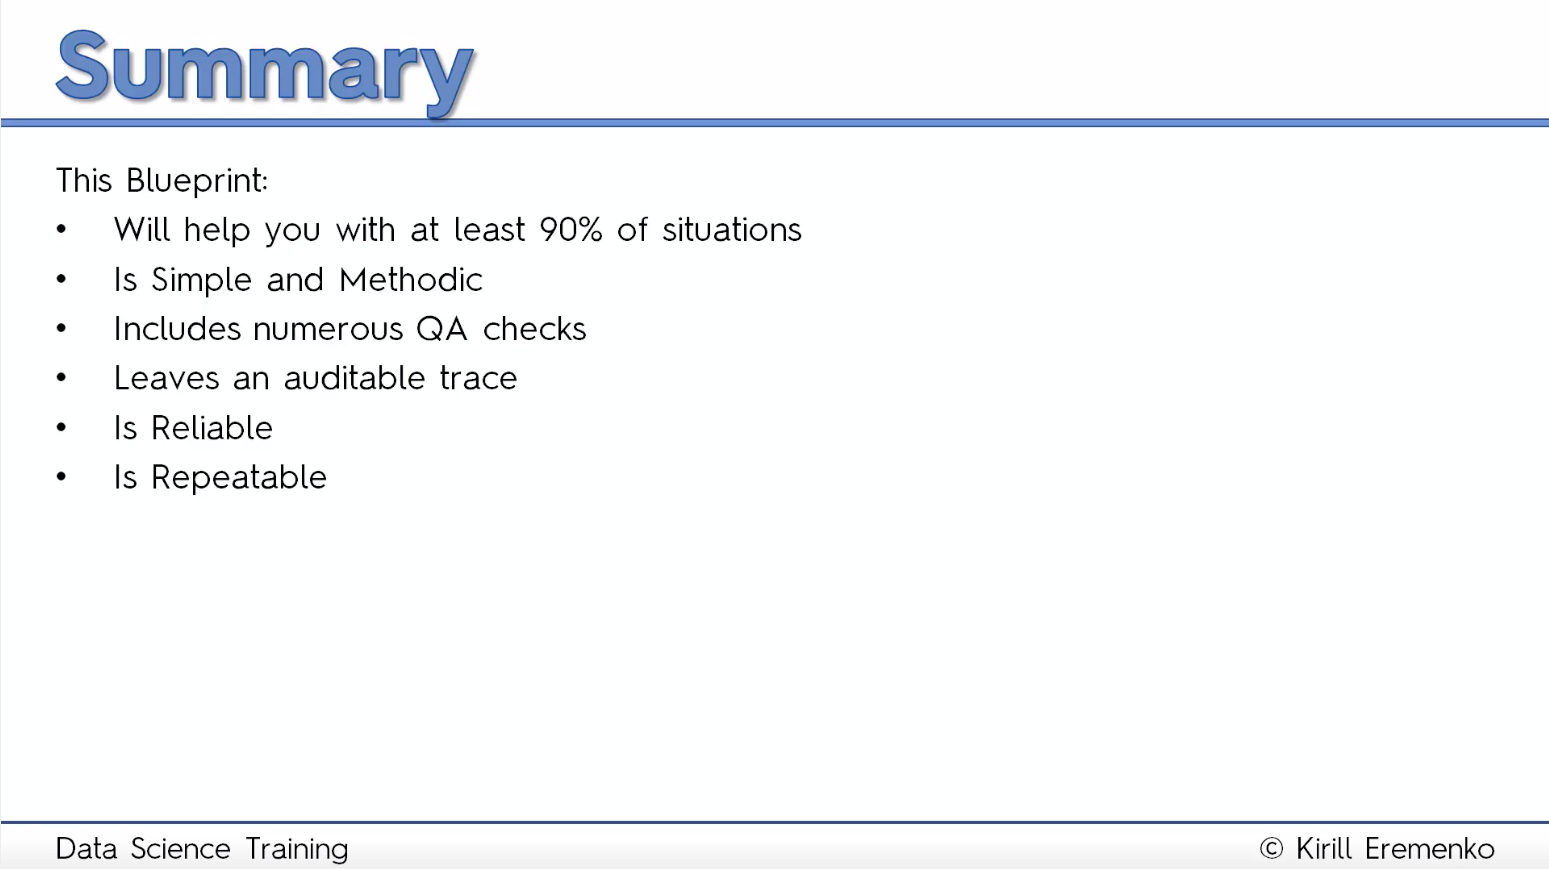 Summary
This Blueprint:
• Will help you with at least 90% of situations
• Is Simple and Methodic
• Includes numerous QA checks
• Leaves an auditable trace
• Is Reliable
• Is Repeatable
Data Science Training
© Kirill Eremenko